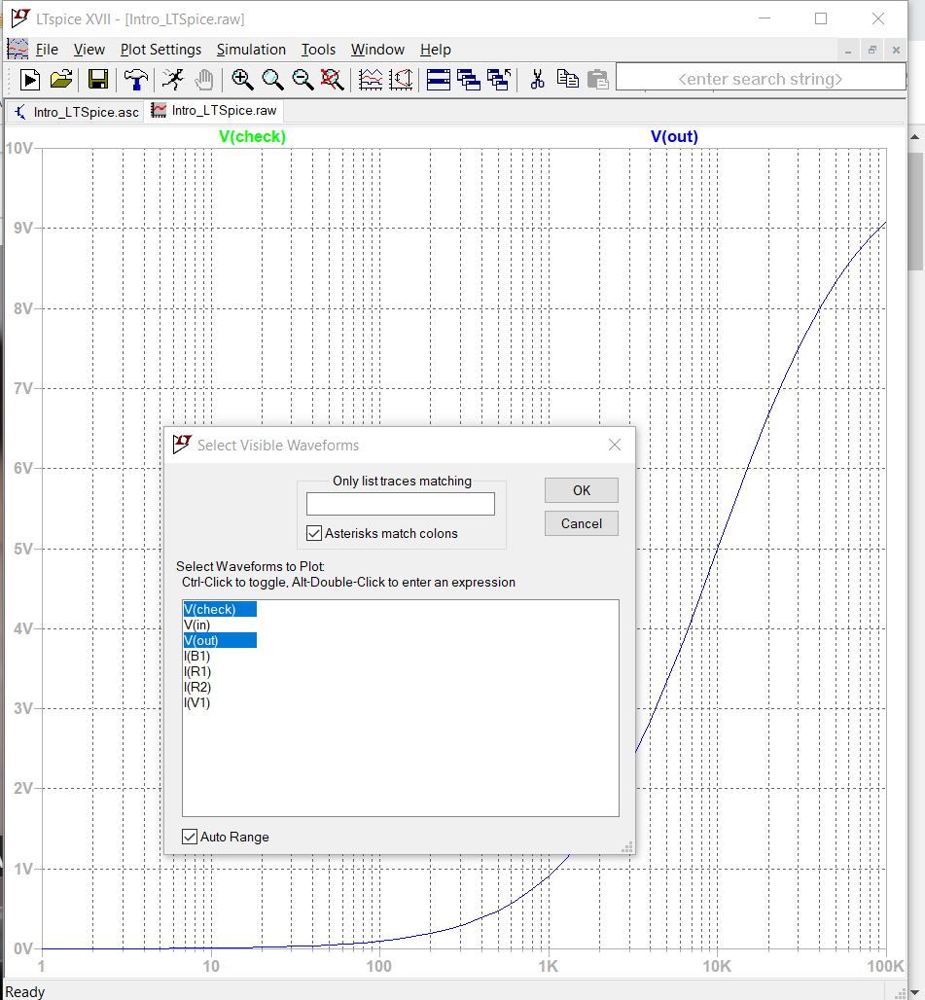 LTspice XVII - [Intro_LTSpice.raw]
File View Plot Settings Simulation Tools Window Help
<enter search string>
Intro_LTSpice.asc Intro_LTSpice.raw
V(check) V(out)
10V
9V
8V
7V
6V
5V
4V
3V
2V
1V
0V
1 10 100 1K 10K 100K
Select Visible Waveforms
Only list traces matching
OK
Asterisks match colons
Cancel
Select Waveforms to Plot:
Ctrl-Click to toggle, Alt-Double-Click to enter an expression
V(check)
V(in)
V(out)
I(B1)
I(R1)
I(R2)
I(V1)
Auto Range
Ready